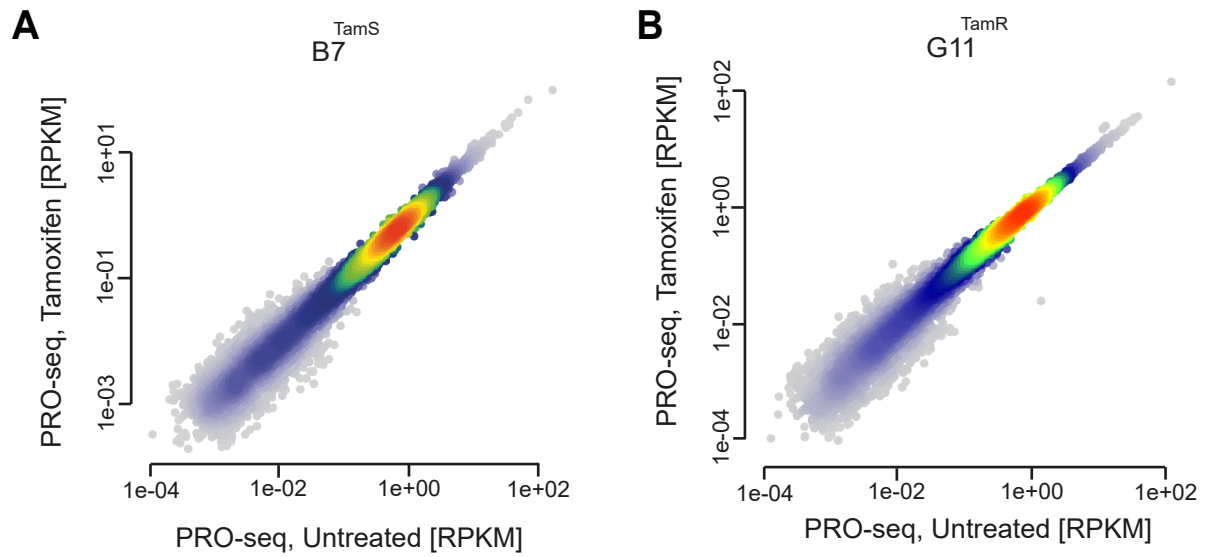 A
B7 TamS
PRO-seq, Tamoxifen [RPKM]
1e+01
1e-01
1e-03
1e-04 1e-02 1e+00 1e+02
PRO-seq, Untreated [RPKM]
B
G11 TamR
PRO-seq, Tamoxifen [RPKM]
1e+02
1e+00
1e-02
1e-04
1e-04 1e-02 1e+00 1e+02
PRO-seq, Untreated [RPKM]